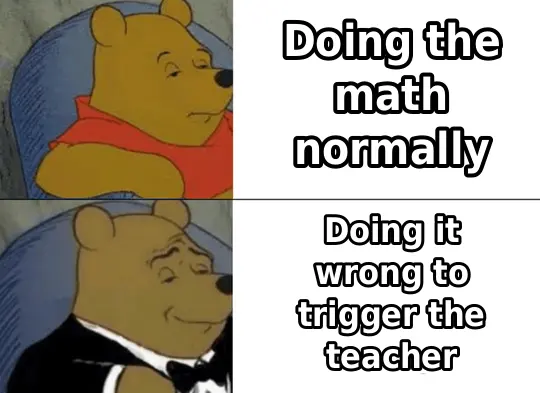 Doing the
math
normally
Doing it
wrong to
trigger the
teacher